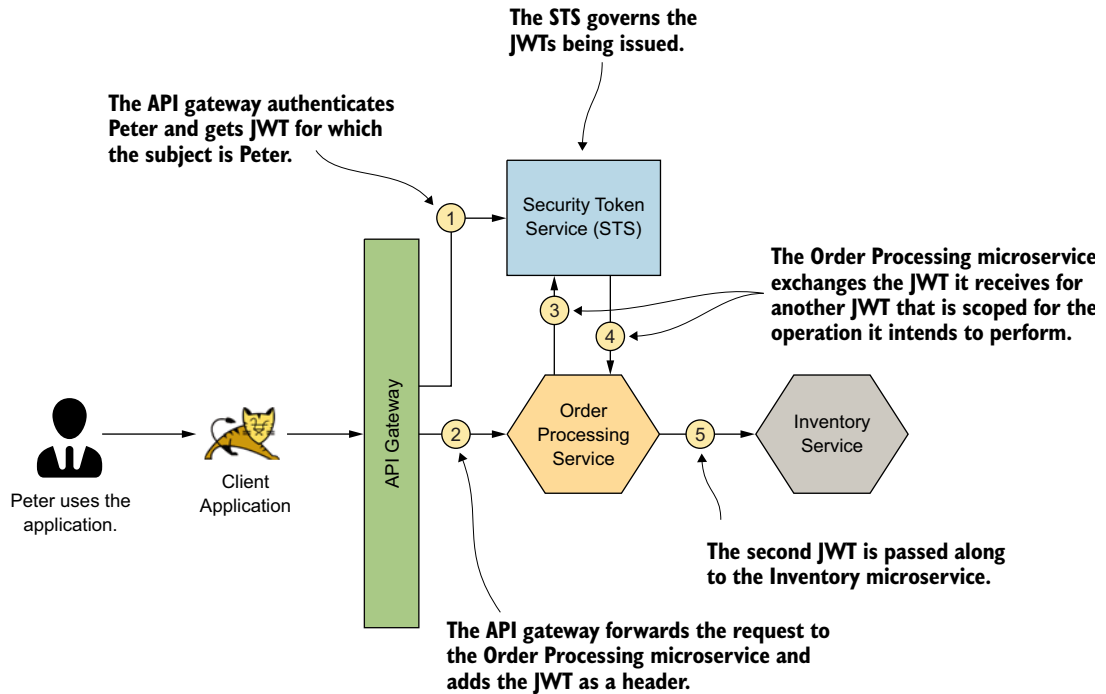 The STS governs the
JWTs being issued.
The API gateway authenticates
Peter and gets JWT for which
the subject is Peter.
1
Security Token
Service (STS)
The Order Processing microservice
exchanges the JWT it receives for
another JWT that is scoped for the
operation it intends to perform.
3
4
API Gateway
2
Order
Processing
Service
5
Inventory
Service
Client
Application
Peter uses the
application.
The second JWT is passed along
to the Inventory microservice.
The API gateway forwards the request to
the Order Processing microservice and
adds the JWT as a header.